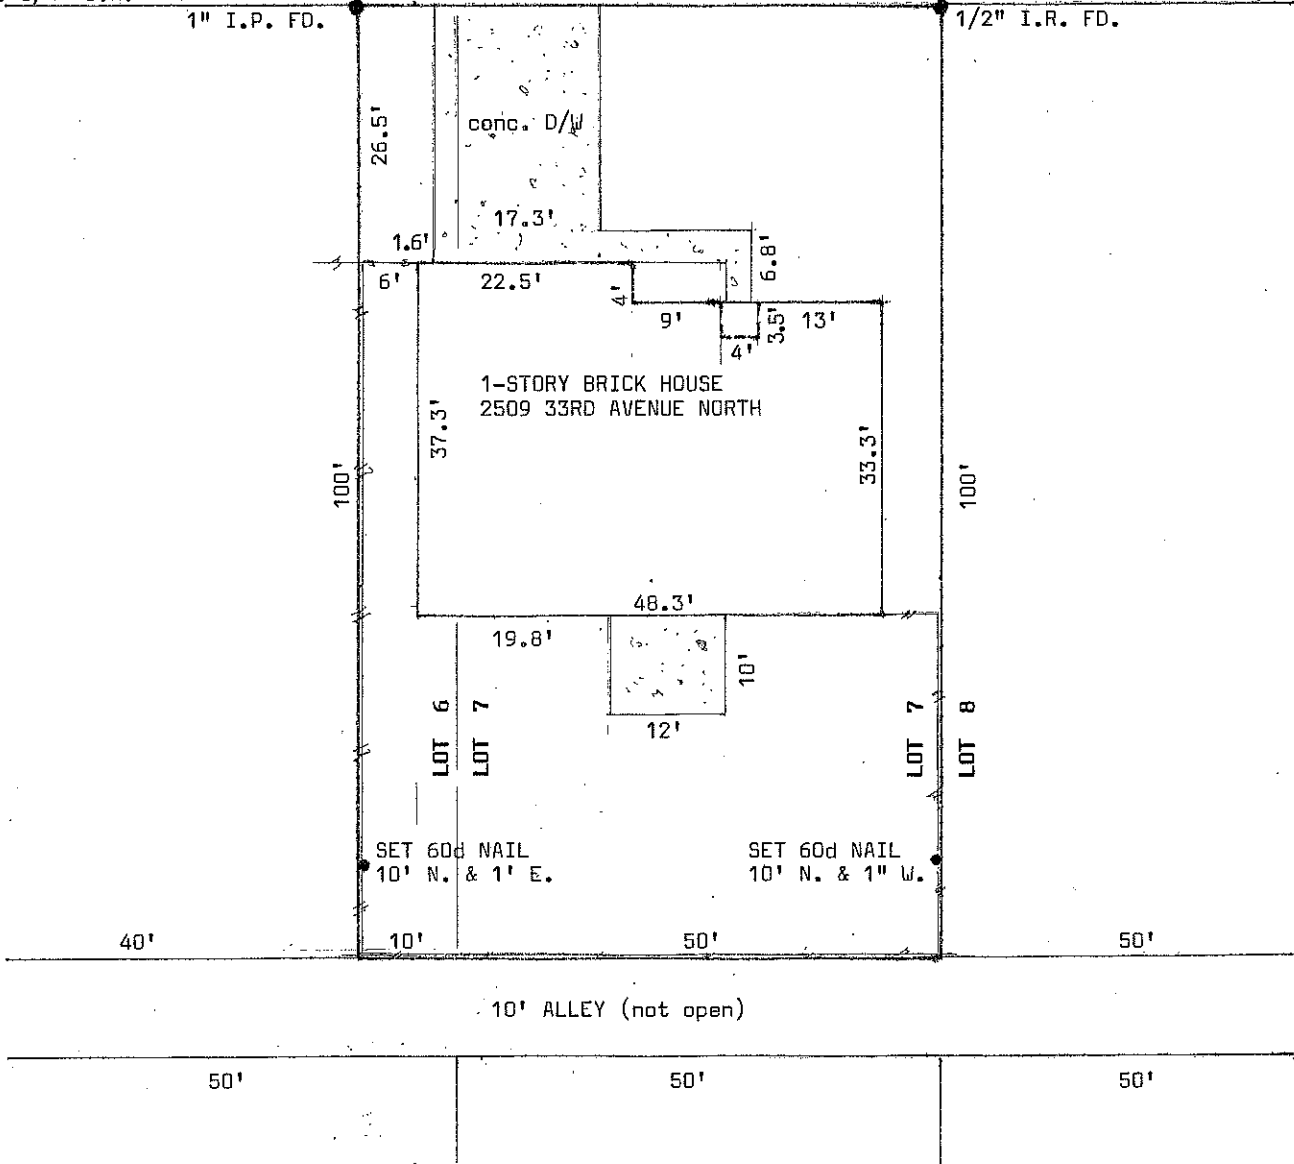 1" I.P. FD.
1/2" I.R. FD.
26.5'
conc. D/W
17.3'
1.6'
6'
22.5'
4'
6.8'
9'
3.5'
13'
4'
1-STORY BRICK HOUSE
2509 33RD AVENUE NORTH
37.3'
33.3'
100'
100'
48.3'
19.8'
10'
12'
LOT 6
LOT 7
LOT 7
LOT 8
SET 60d NAIL
10' N. & 1' E.
SET 60d NAIL
10' N. & 1" W.
40'
10'
50'
50'
10' ALLEY (not open)
50'
50'
50'